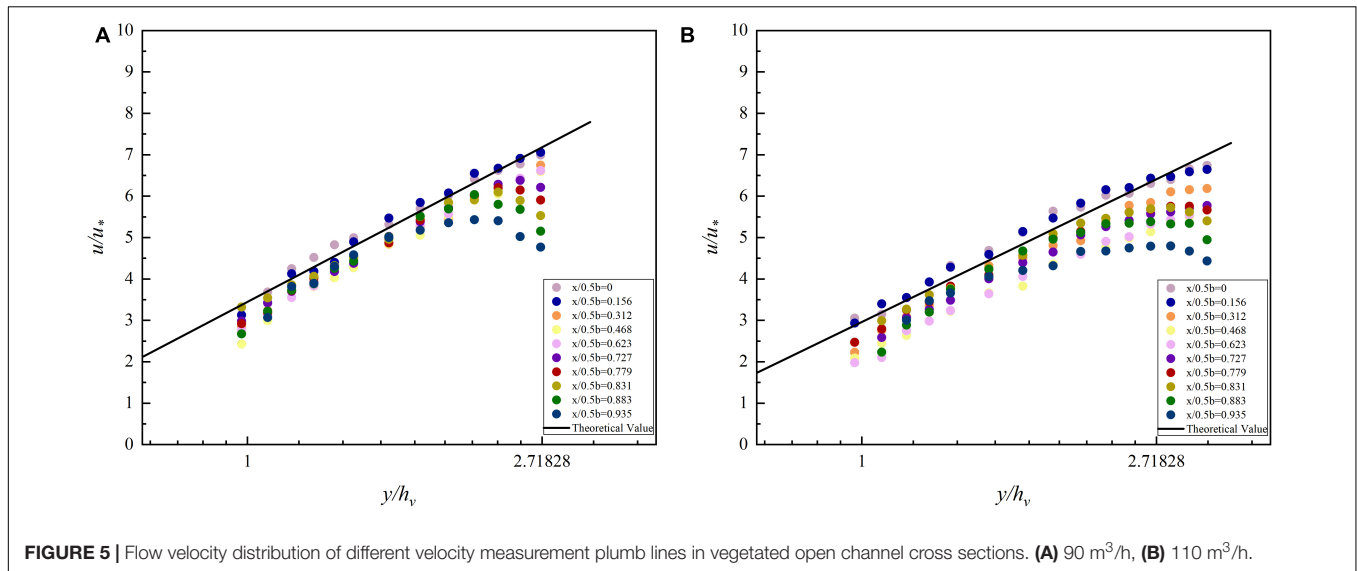 A
10
9
8
7
6
5
4
3
2
1
0
u/u*
1
2.71828
y/hᵥ
x/0.5b=0
x/0.5b=0.156
x/0.5b=0.312
x/0.5b=0.468
x/0.5b=0.623
x/0.5b=0.727
x/0.5b=0.779
x/0.5b=0.831
x/0.5b=0.883
x/0.5b=0.935
Theoretical Value
B
10
9
8
7
6
5
4
3
2
1
0
u/u*
1
2.71828
y/hᵥ
x/0.5b=0
x/0.5b=0.156
x/0.5b=0.312
x/0.5b=0.468
x/0.5b=0.623
x/0.5b=0.727
x/0.5b=0.779
x/0.5b=0.831
x/0.5b=0.883
x/0.5b=0.935
Theoretical Value
FIGURE 5 | Flow velocity distribution of different velocity measurement plumb lines in vegetated open channel cross sections. (A) 90 m³/h, (B) 110 m³/h.